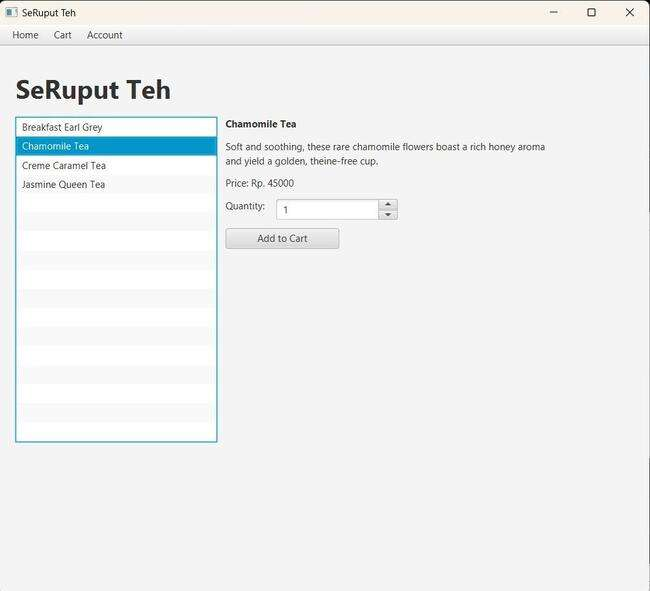 SeRuput Teh
Home Cart Account
SeRuput Teh
Breakfast Earl Grey
Chamomile Tea
Creme Caramel Tea
Jasmine Queen Tea
Chamomile Tea
Soft and soothing, these rare chamomile flowers boast a rich honey aroma
and yield a golden, theine-free cup.
Price: Rp. 45000
Quantity: 1
Add to Cart